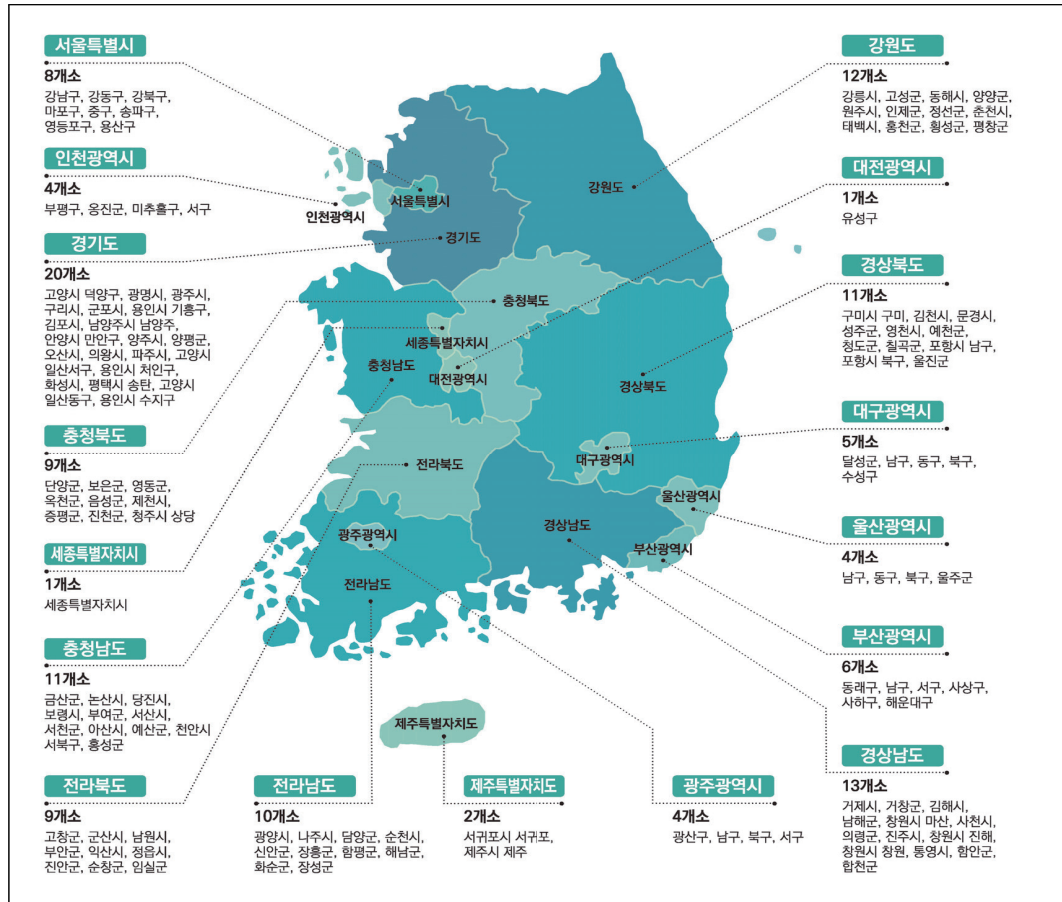 서울특별시
8개소
강남구, 강동구, 강북구,
마포구, 중구, 송파구,
영등포구, 용산구
인천광역시
4개소
부평구, 옹진군, 미추홀구, 서구
경기도
20개소
고양시 덕양구, 광명시, 광주시,
구리시, 군포시, 용인시 기흥구,
김포시, 남양주시 남양주,
안양시 만안구, 양주시, 양평군,
오산시, 의왕시, 파주시, 고양시
일산서구, 용인시 처인구,
화성시, 평택시 송탄, 고양시
일산동구, 용인시 수지구
충청북도
9개소
단양군, 보은군, 영동군,
옥천군, 음성군, 제천시,
증평군, 진천군, 청주시 상당
세종특별자치시
1개소
세종특별자치시
충청남도
11개소
금산군, 논산시, 당진시,
보령시, 부여군, 서산시,
서천군, 아산시, 예산군, 천안시
서북구, 홍성군
전라북도
9개소
고창군, 군산시, 남원시,
부안군, 익산시, 정읍시,
진안군, 순창군, 임실군
전라남도
10개소
광양시, 나주시, 담양군, 순천시,
신안군, 장흥군, 함평군, 해남군,
화순군, 장성군
제주특별자치도
2개소
서귀포시 서귀포,
제주시 제주
광주광역시
4개소
광산구, 남구, 북구, 서구
강원도
12개소
강릉시, 고성군, 동해시, 양양군,
원주시, 인제군, 정선군, 춘천시,
태백시, 홍천군, 횡성군, 평창군
대전광역시
1개소
유성구
경상북도
11개소
구미시 구미, 김천시, 문경시,
성주군, 영천시, 예천군,
청도군, 칠곡군, 포항시 남구,
포항시 북구, 울진군
대구광역시
5개소
달성군, 남구, 동구, 북구,
수성구
울산광역시
4개소
남구, 동구, 북구, 울주군
부산광역시
6개소
동래구, 남구, 서구, 사상구,
사하구, 해운대구
경상남도
13개소
거제시, 거창군, 김해시,
남해군, 창원시 마산, 사천시,
의령군, 진주시, 창원시 진해,
창원시 창원, 통영시, 함안군,
합천군
강원도
서울특별시
인천광역시
경기도
충청북도
세종특별자치시
충청남도
대전광역시
경상북도
전라북도
대구광역시
울산광역시
경상남도
광주광역시
부산광역시
전라남도
제주특별자치도